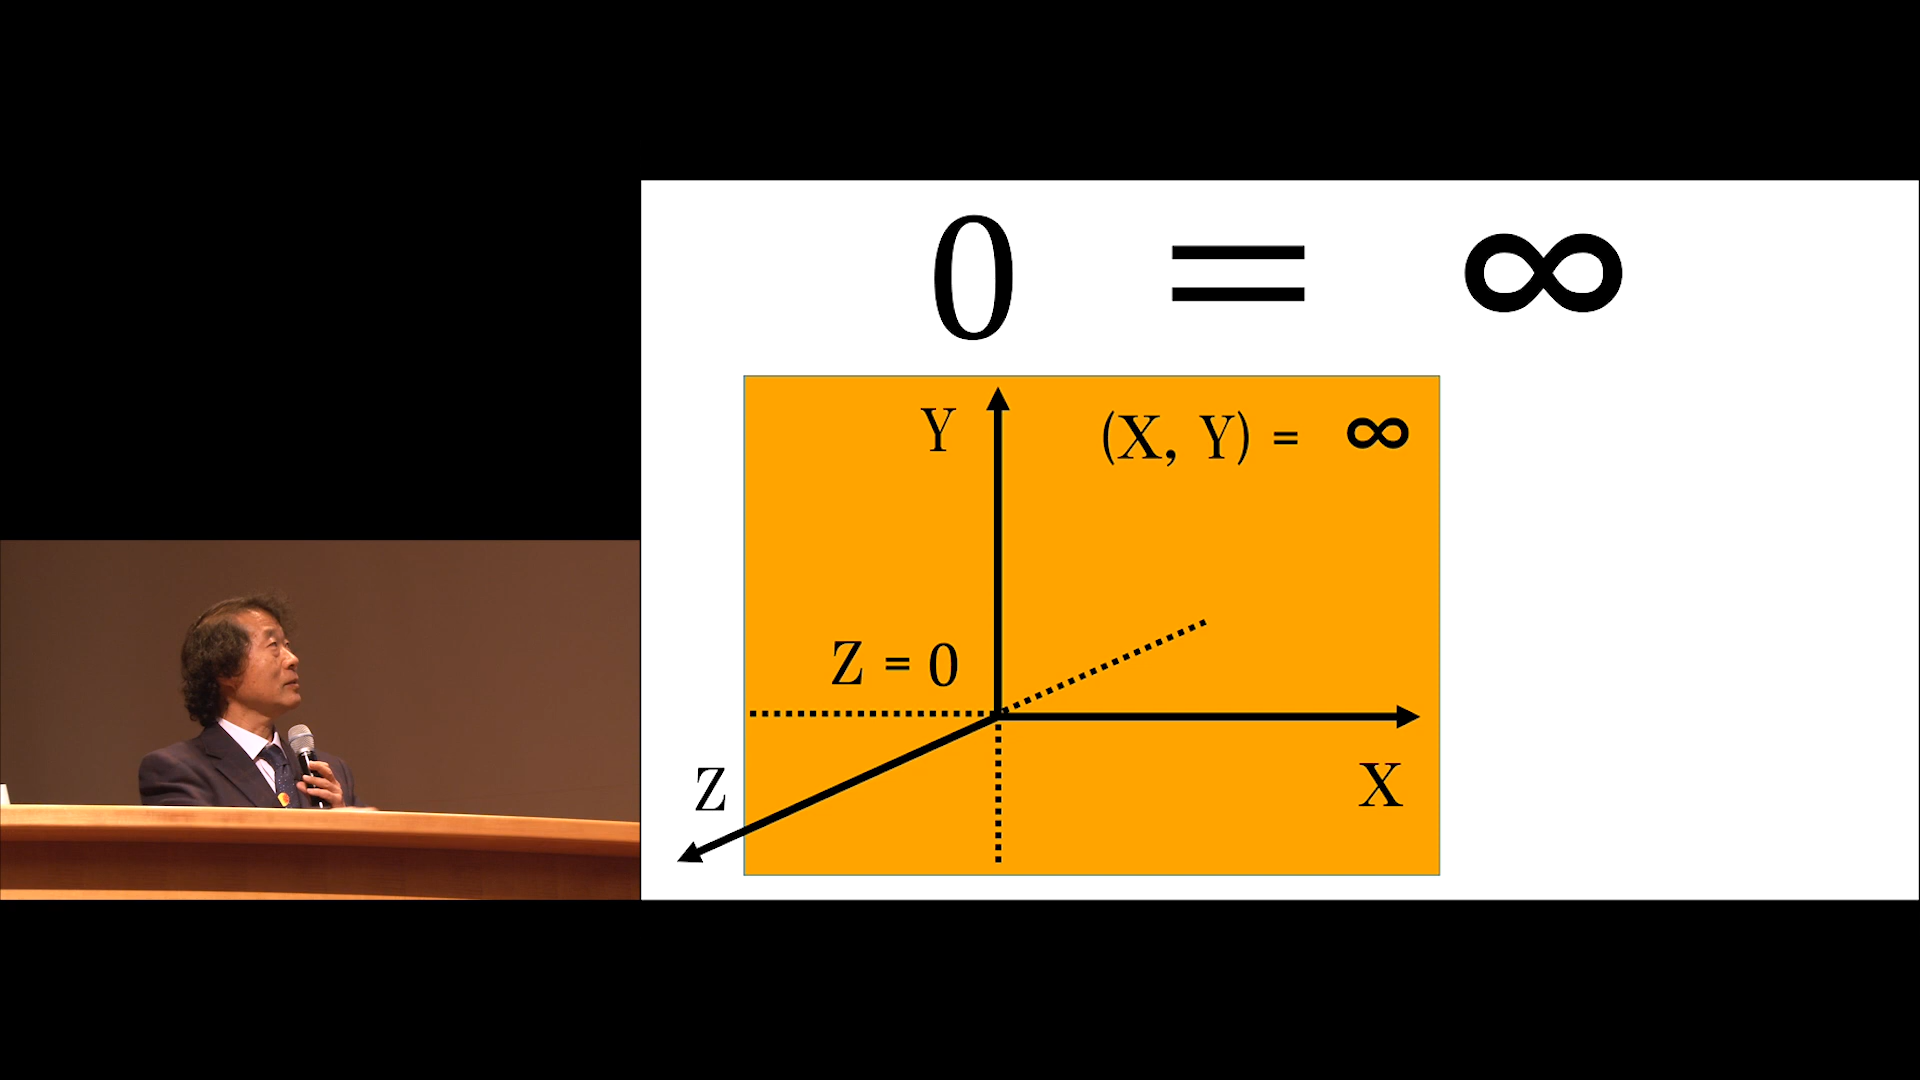 0 = ∞
Y
(X, Y) = ∞
Z = 0
Z
X